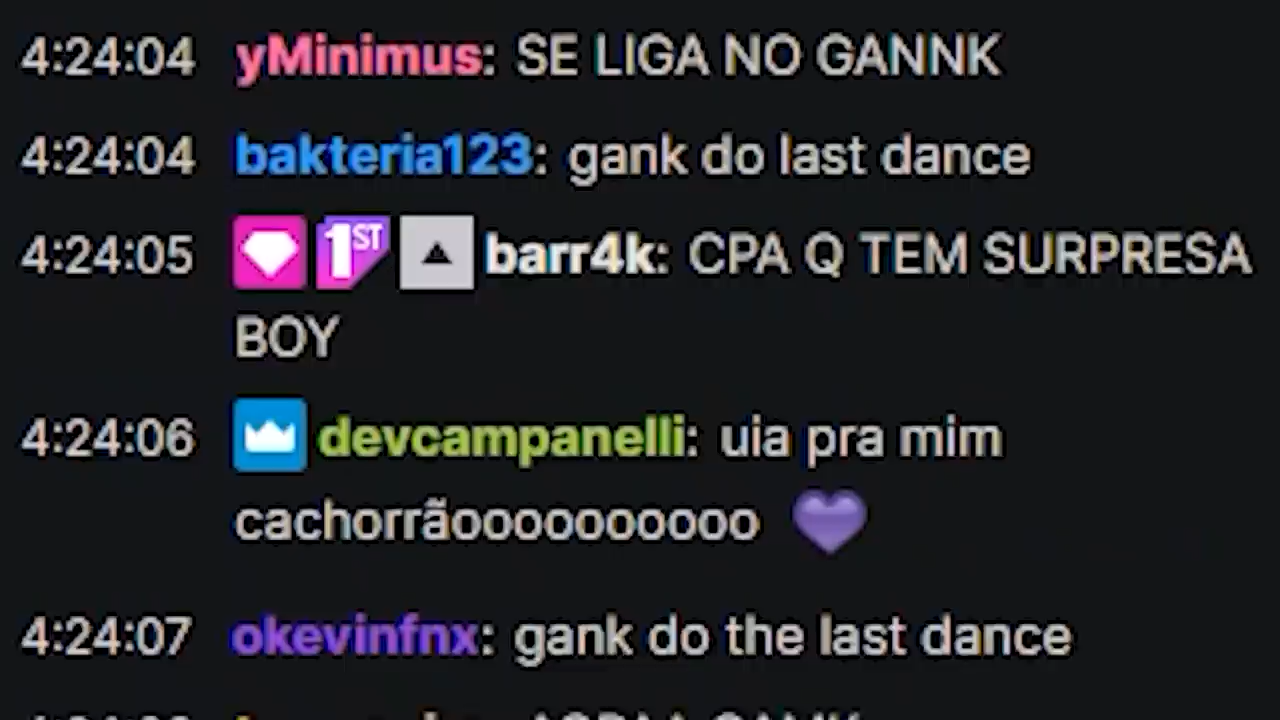 4:24:04 yMinimus: SE LIGA NO GANNK
4:24:04 bakteria123: gank do last dance
4:24:05 1ST barr4k: CPA Q TEM SURPRESA
BOY
4:24:06 devcampanelli: uia pra mim
cachorrãooooooooooo
4:24:07 okevinfnx: gank do the last dance